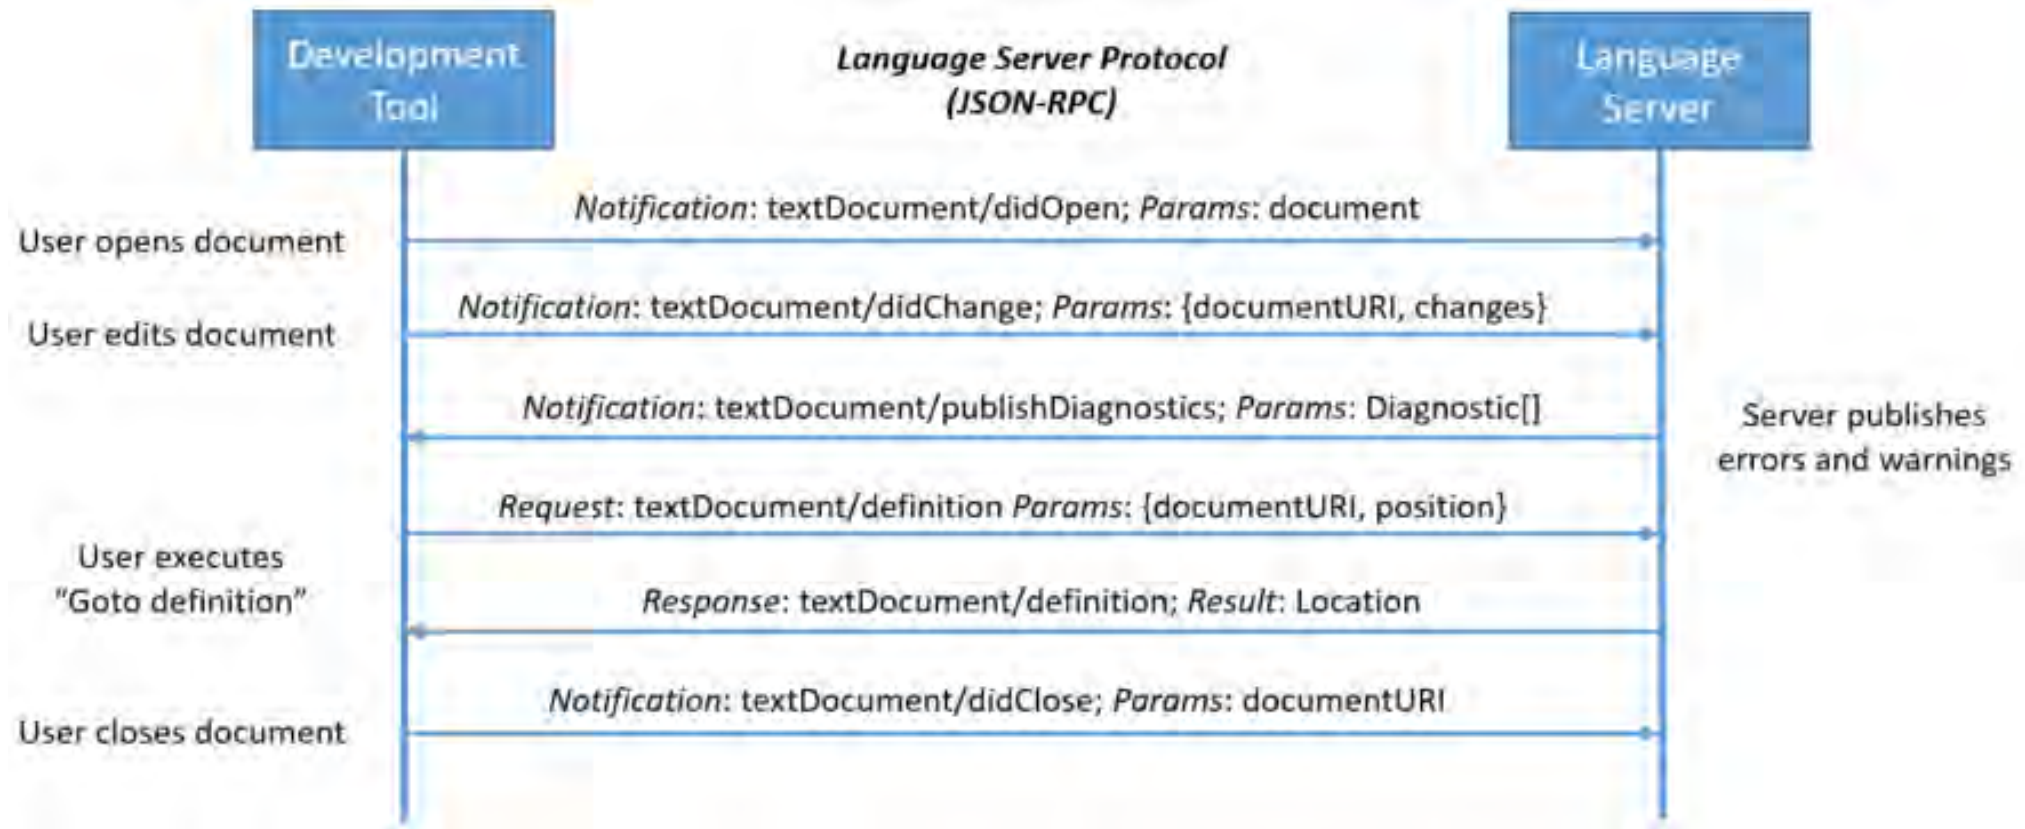 Development
Tool
Language Server Protocol
(JSON-RPC)
Language
Server
Notification: textDocument/didOpen; Params: document
User opens document
Notification: textDocument/didChange; Params: {documentURI, changes}
User edits document
Notification: textDocument/publishDiagnostics; Params: Diagnostic[]
Server publishes
errors and warnings
Request: textDocument/definition Params: {documentURI, position}
User executes
"Goto definition"
Response: textDocument/definition; Result: Location
Notification: textDocument/didClose; Params: documentURI
User closes document